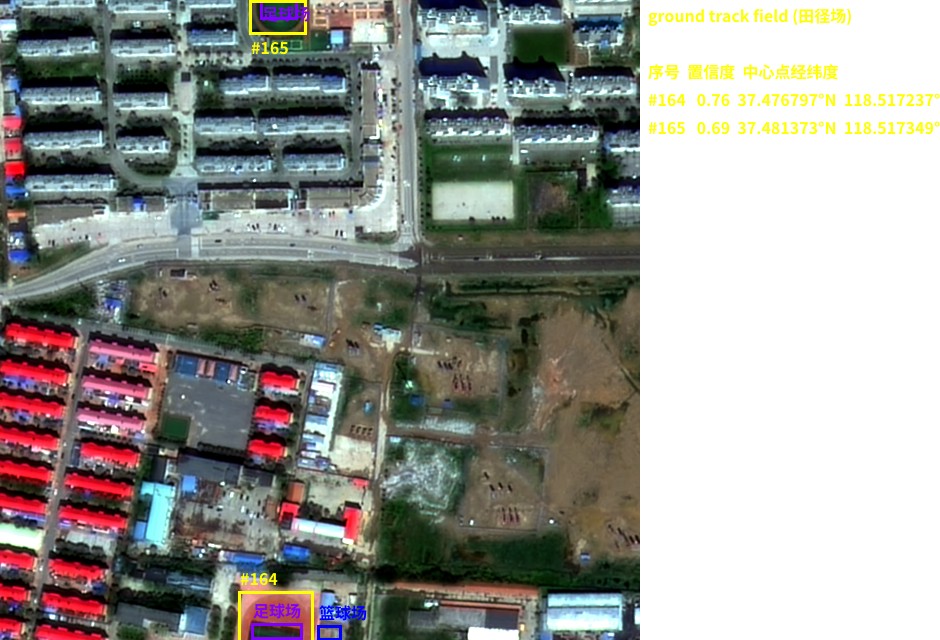 ground track field (田径场)
序号 置信度 中心点经纬度
#164 0.76 37.476797°N 118.517237°
#165 0.69 37.481373°N 118.517349°
足球场
#165
#164
足球场
篮球场